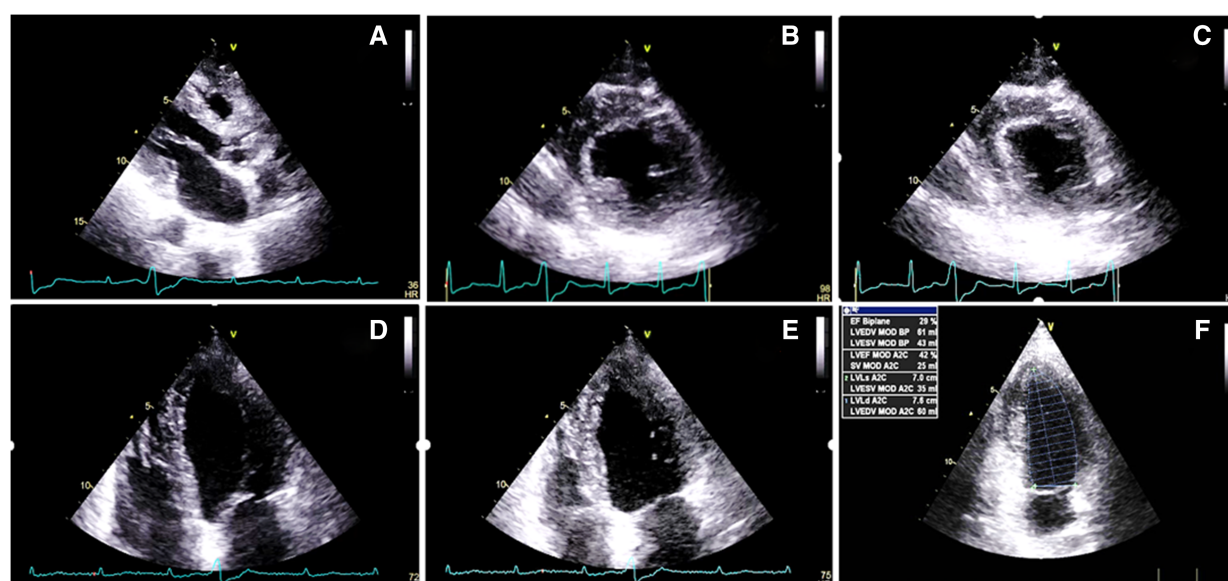 A
V
5
10
15
36
HR
B
V
5
10
98
HR
C
V
5
10
D
V
5
10
72
E
V
5
10
75
F
V
EF Biplane 29 %
LVEDV MOD BP 61 ml
LVESV MOD BP 43 ml
LVEF MOD A2C 42 %
SV MOD A2C 25 ml
2 LVLs A2C 7.0 cm
LVESV MOD A2C 35 ml
1 LVLd A2C 7.6 cm
LVEDV MOD A2C 60 ml
5
10